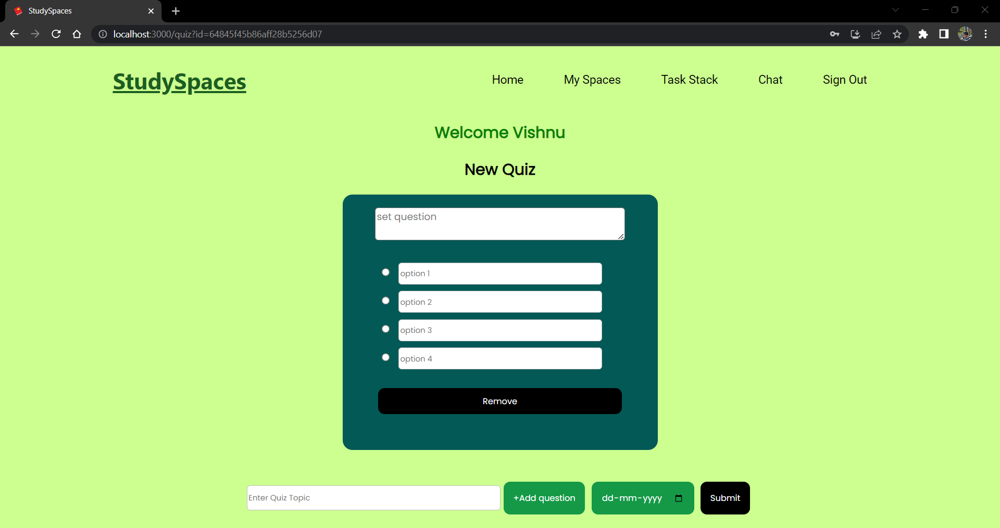 StudySpaces
localhost:3000/quiz?id=64845f45b86aff28b5256d07
StudySpaces Home My Spaces Task Stack Chat Sign Out
Welcome Vishnu
New Quiz
set question
option 1
option 2
option 3
option 4
Remove
Enter Quiz Topic +Add question dd-mm-yyyy Submit